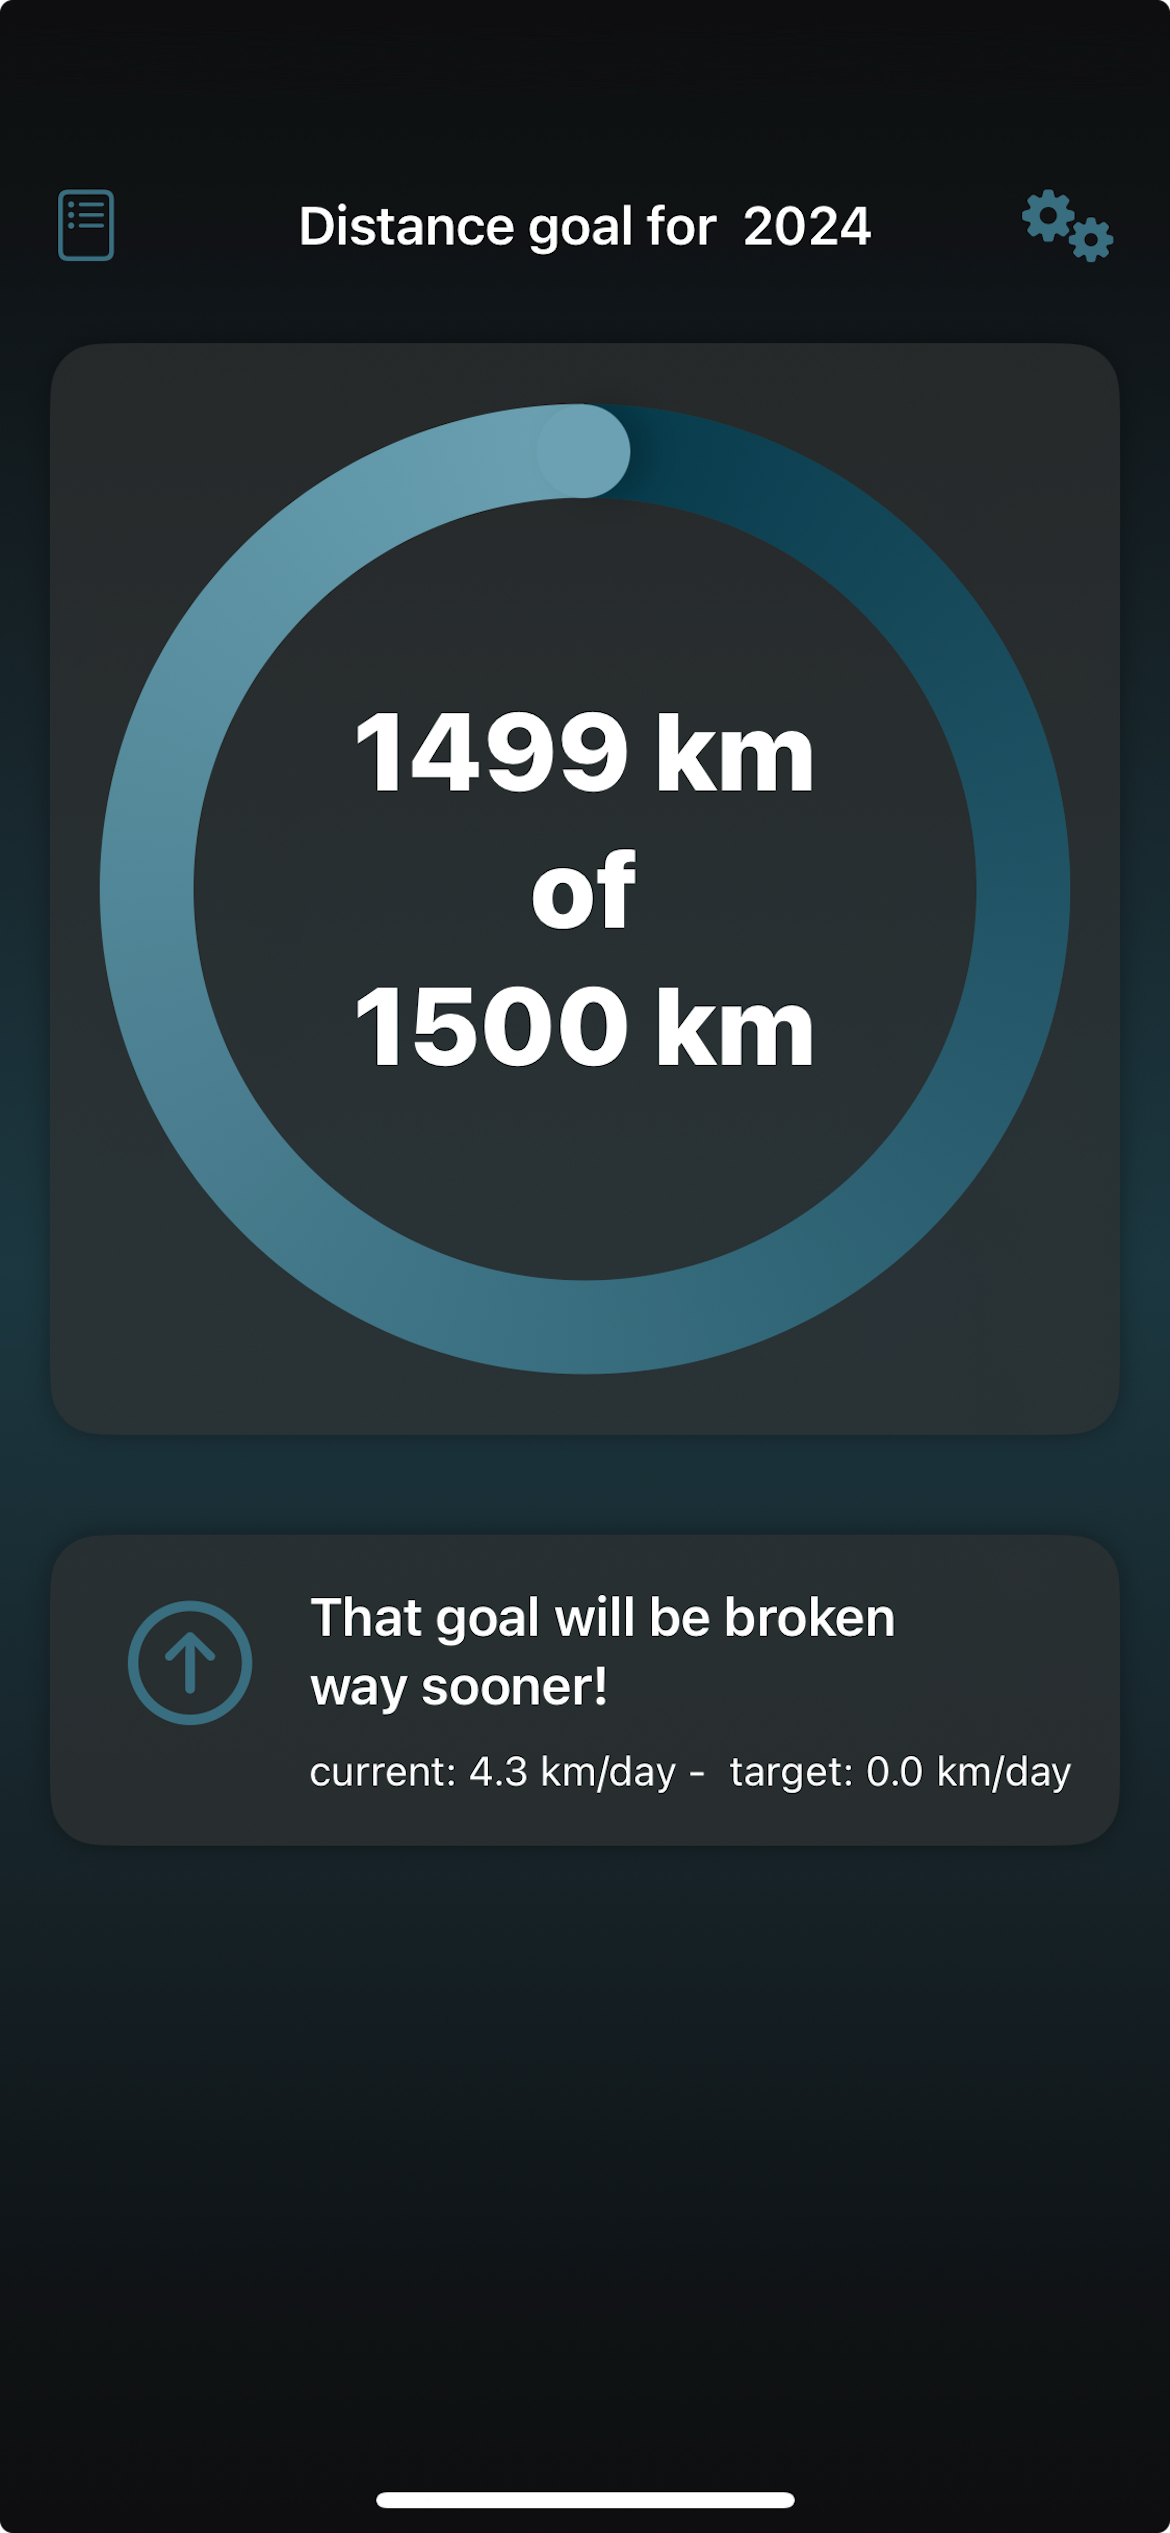 Distance goal for  2024
1499 km
of
1500 km
That goal will be broken
way sooner!
current: 4.3 km/day -  target: 0.0 km/day